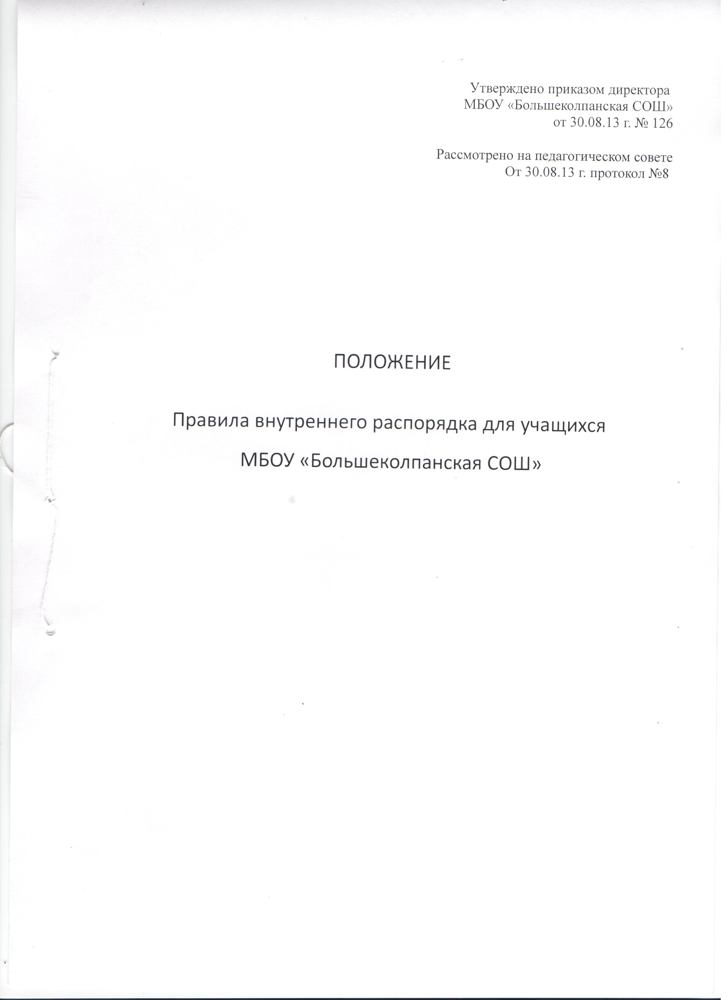 Утверждено приказом директора
МБОУ «Большеколпанская СОШ»
от 30.08.13 г. № 126
Рассмотрено на педагогическом совете
От 30.08.13 г. протокол №8
ПОЛОЖЕНИЕ
Правила внутреннего распорядка для учащихся
МБОУ «Большеколпанская СОШ»